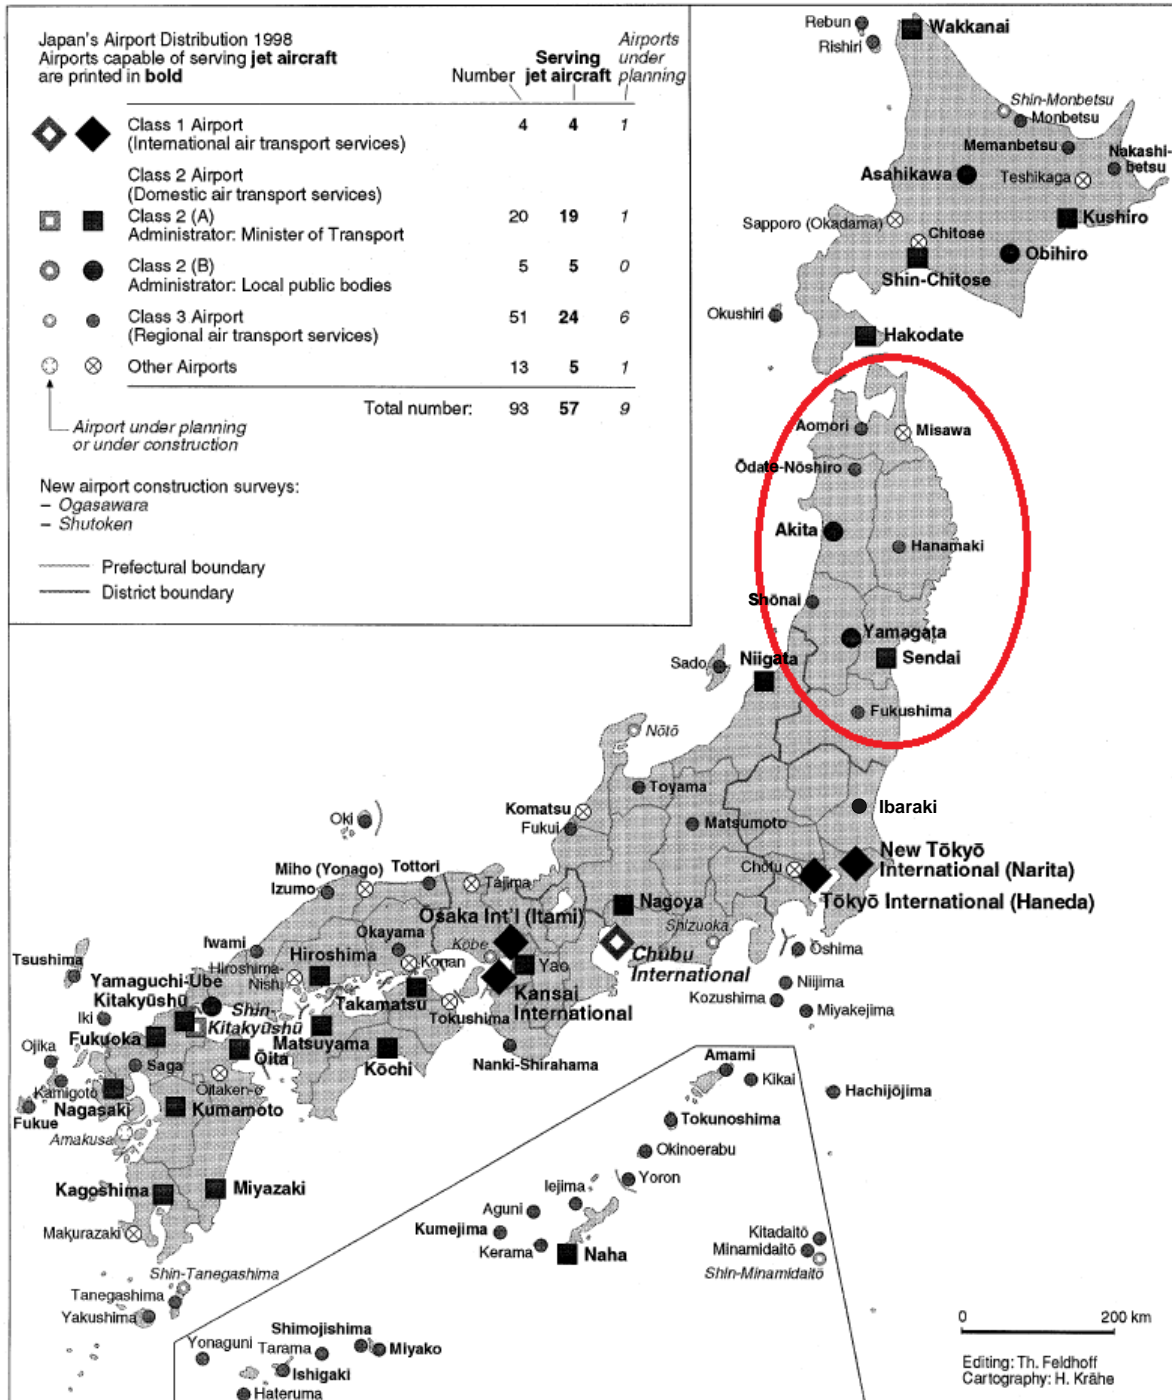 Japan's Airport Distribution 1998
Airports capable of serving jet aircraft
are printed in bold
Number
Serving
jet aircraft
Airports
under
planning
Class 1 Airport 4 4 1
(International air transport services)
Class 2 Airport
(Domestic air transport services)
Class 2 (A) 20 19 1
Administrator: Minister of Transport
Class 2 (B) 5 5 0
Administrator: Local public bodies
Class 3 Airport 51 24 6
(Regional air transport services)
Other Airports 13 5 1
Total number: 93 57 9
Airport under planning
or under construction
New airport construction surveys:
– Ogasawara
– Shutoken
Prefectural boundary
District boundary
Rebun
Rishiri
Wakkanai
Shin-Monbetsu
Monbetsu
Memanbetsu
Nakashi-
betsu
Asahikawa
Teshikaga
Sapporo (Okadama)
Kushiro
Chitose
Obihiro
Shin-Chitose
Okushiri
Hakodate
Aomori
Misawa
Ōdate-Nōshiro
Akita
Hanamaki
Shōnai
Yamagata
Sendai
Sado
Niigata
Fukushima
Nōtō
Toyama
Komatsu
Fukui
Matsumoto
Ibaraki
Oki
New Tōkyō
International (Narita)
Chōfu
Tōkyō International (Haneda)
Miho (Yonago)
Tottori
Izumo
Tajima
Nagoya
Ōsaka Int'l (Itami)
Shizuoka
Okayama
Kōbe
Chubu
International
Iwami
Hiroshima
Konan
Yao
Ōshima
Tsushima
Hiroshima-
Nishi
Yamaguchi-Ube
Kitakyūshū
Takamatsu
Kansai
International
Niijima
Kozushima
Miyakejima
Iki
Shin-
Kitakyūshū
Tokushima
Fukuoka
Matsuyama
Ojika
Ōita
Kōchi
Nanki-Shirahama
Saga
Kamigoto
Ōitaken-ō
Nagasaki
Kumamoto
Fukue
Amakusa
Amami
Kikai
Hachijōjima
Tokunoshima
Okinoerabu
Yoron
Kagoshima
Miyazaki
Iejima
Aguni
Makurazaki
Kumejima
Kerama
Naha
Kitadaitō
Minamidaitō
Shin-Minamidaitō
Shin-Tanegashima
Tanegashima
Yakushima
Shimojishima
Yonaguni
Tarama
Miyako
Ishigaki
Hateruma
0 200 km
Editing: Th. Feldhoff
Cartography: H. Krähe